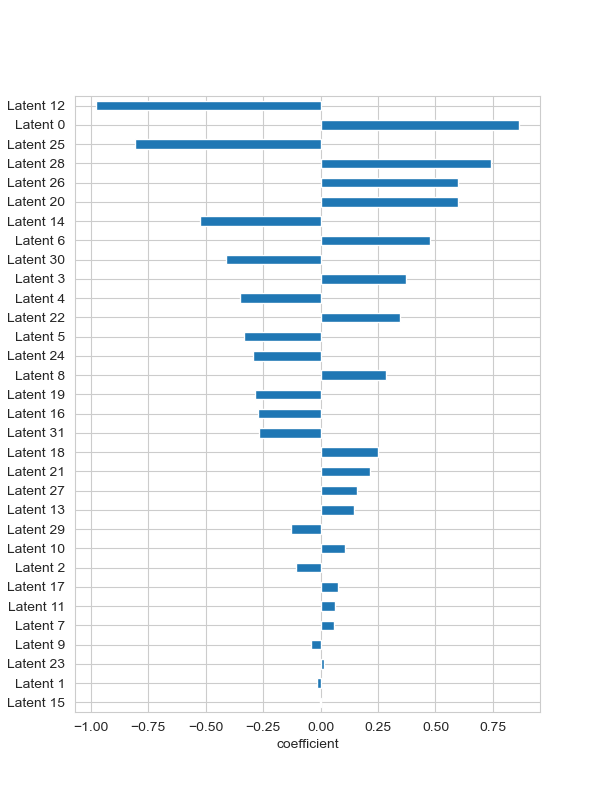 Latent 12
Latent 0
Latent 25
Latent 28
Latent 26
Latent 20
Latent 14
Latent 6
Latent 30
Latent 3
Latent 4
Latent 22
Latent 5
Latent 24
Latent 8
Latent 19
Latent 16
Latent 31
Latent 18
Latent 21
Latent 27
Latent 13
Latent 29
Latent 10
Latent 2
Latent 17
Latent 11
Latent 7
Latent 9
Latent 23
Latent 1
Latent 15
−1.00 −0.75 −0.50 −0.25 0.00 0.25 0.50 0.75
coefficient